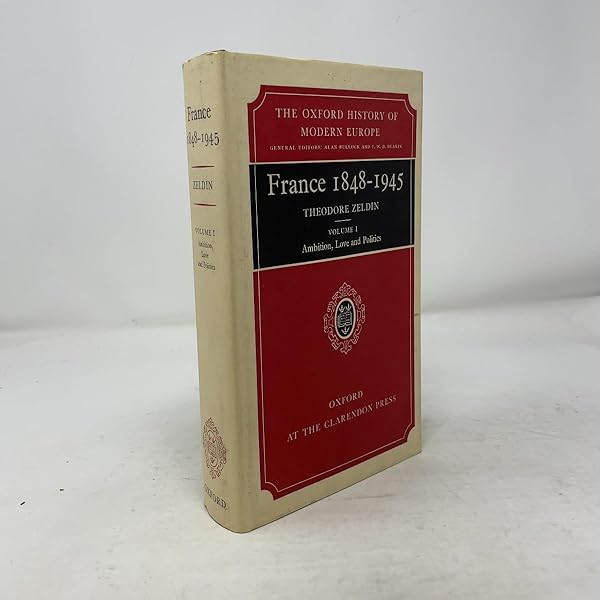 France
1848-1945
ZELDIN
VOLUME I
Ambition,
Love
and Politics
OXFORD
THE OXFORD HISTORY OF
MODERN EUROPE
GENERAL EDITORS: ALAN BULLOCK AND F. W. D. DEAKIN
France 1848-1945
THEODORE ZELDIN
VOLUME I
Ambition, Love and Politics
OXFORD
AT THE CLARENDON PRESS